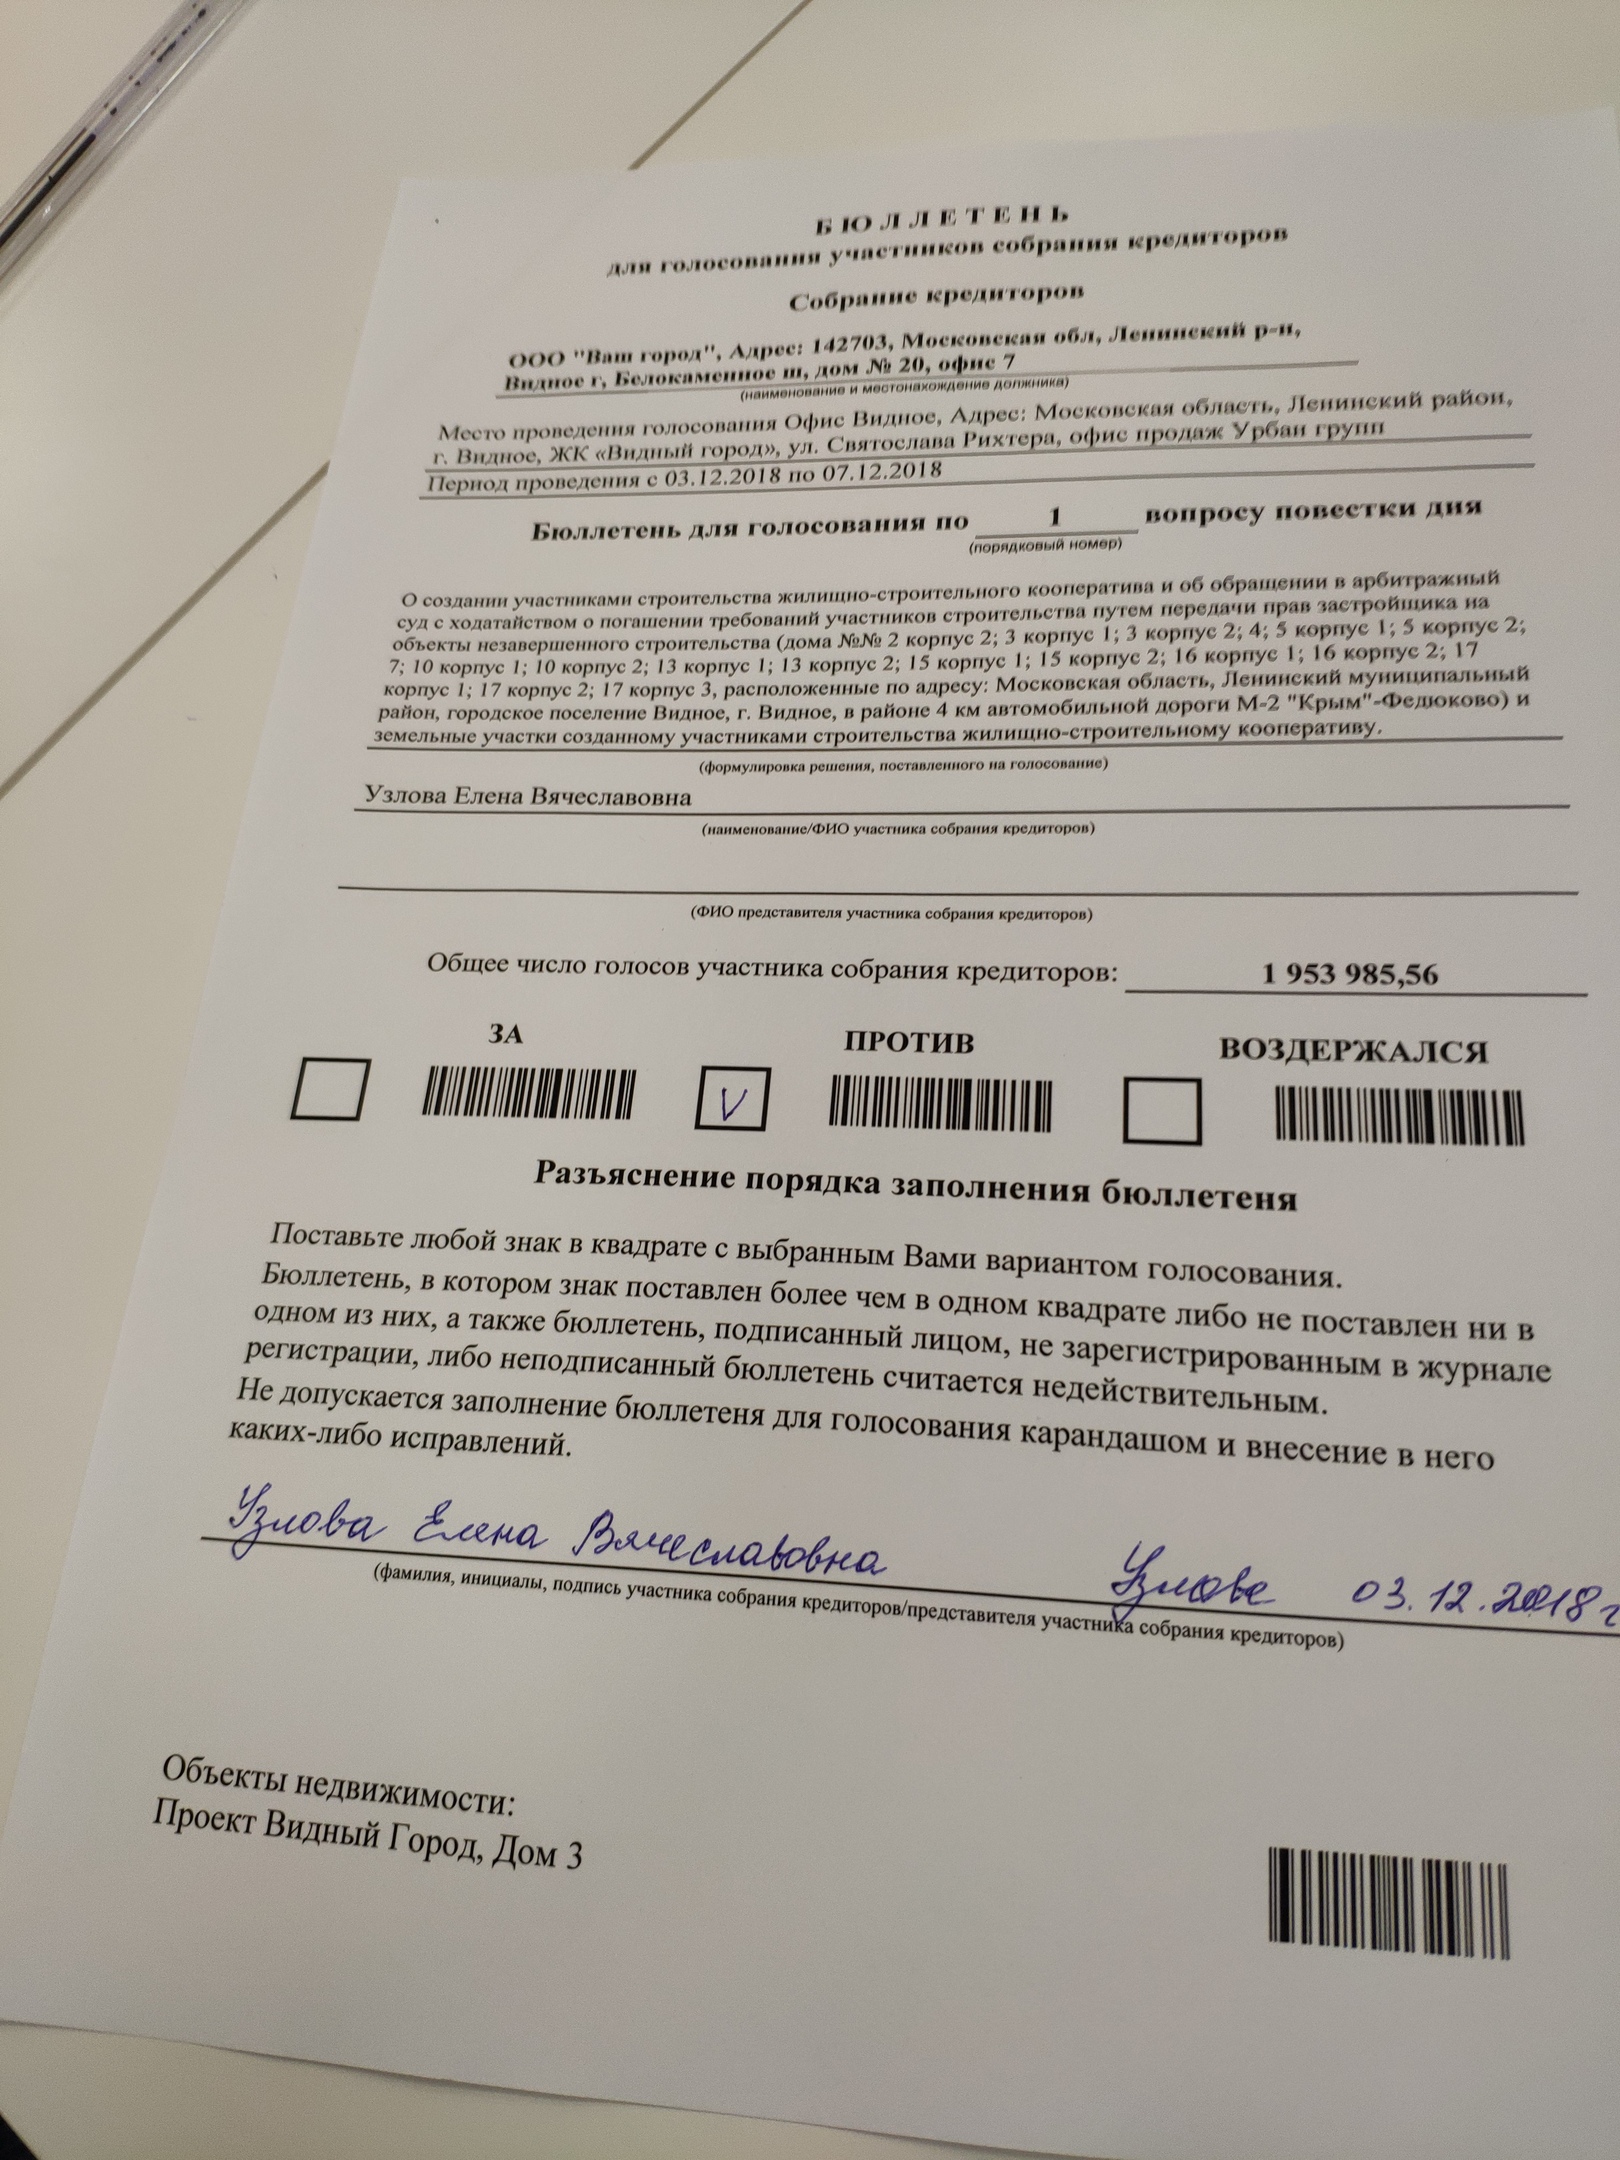 БЮЛЛЕТЕНЬ
для голосования участников собрания кредиторов
Собрание кредиторов
ООО "Ваш город", Адрес: 142703, Московская обл, Ленинский р-н,
Видное г, Белокаменное ш, дом № 20, офис 7
(наименование и местонахождение должника)
Место проведения голосования Офис Видное, Адрес: Московская область, Ленинский район,
г. Видное, ЖК «Видный город», ул. Святослава Рихтера, офис продаж Урбан групп
Период проведения с 03.12.2018 по 07.12.2018
Бюллетень для голосования по 1 вопросу повестки дня
(порядковый номер)
О создании участниками строительства жилищно-строительного кооператива и об обращении в арбитражный
суд с ходатайством о погашении требований участников строительства путем передачи прав застройщика на
объекты незавершенного строительства (дома №№ 2 корпус 2; 3 корпус 1; 3 корпус 2; 4; 5 корпус 1; 5 корпус 2;
7; 10 корпус 1; 10 корпус 2; 13 корпус 1; 13 корпус 2; 15 корпус 1; 15 корпус 2; 16 корпус 1; 16 корпус 2; 17
корпус 1; 17 корпус 2; 17 корпус 3, расположенные по адресу: Московская область, Ленинский муниципальный
район, городское поселение Видное, г. Видное, в районе 4 км автомобильной дороги М-2 "Крым"-Федюково) и
земельные участки созданному участниками строительства жилищно-строительному кооперативу.
(формулировка решения, поставленного на голосование)
Узлова Елена Вячеславовна
(наименование/ФИО участника собрания кредиторов)
(ФИО представителя участника собрания кредиторов)
Общее число голосов участника собрания кредиторов: 1 953 985,56
ЗА ПРОТИВ ВОЗДЕРЖАЛСЯ
V
Разъяснение порядка заполнения бюллетеня
Поставьте любой знак в квадрате с выбранным Вами вариантом голосования.
Бюллетень, в котором знак поставлен более чем в одном квадрате либо не поставлен ни в
одном из них, а также бюллетень, подписанный лицом, не зарегистрированным в журнале
регистрации, либо неподписанный бюллетень считается недействительным.
Не допускается заполнение бюллетеня для голосования карандашом и внесение в него
каких-либо исправлений.
Узлова Елена Вячеславовна Узлова 03.12.2018 г
(фамилия, инициалы, подпись участника собрания кредиторов/представителя участника собрания кредиторов)
Объекты недвижимости:
Проект Видный Город, Дом 3